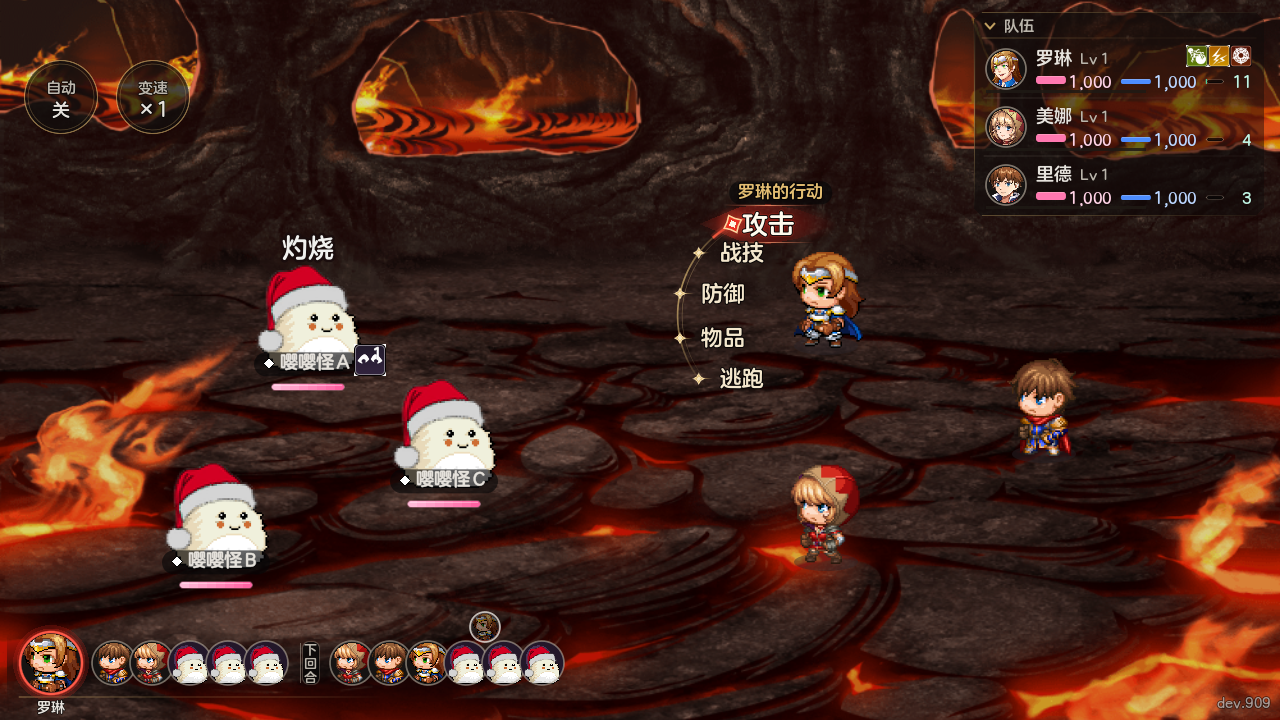 自动
关
变速
×1
队伍
罗琳 Lv 1
1,000 1,000 11
美娜 Lv 1
1,000 1,000 4
里德 Lv 1
1,000 1,000 3
罗琳的行动
攻击
战技
防御
物品
逃跑
灼烧
嘤嘤怪A
嘤嘤怪C
嘤嘤怪B
下回合
罗琳
dev.909